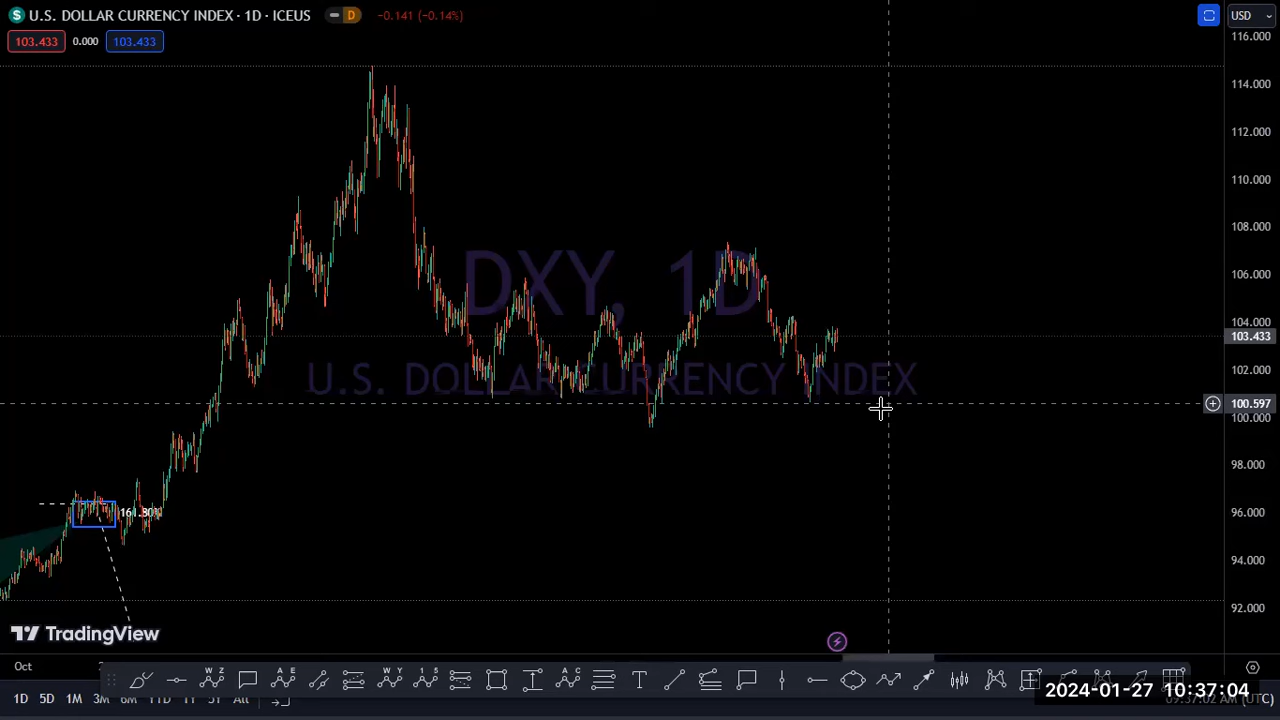 U.S. DOLLAR CURRENCY INDEX · 1D · ICEUS D −0.141 (−0.14%) USD
103.433 0.000 103.433
116.000
114.000
112.000
110.000
108.000
DXY, 1D
106.000
104.000
103.433
U.S. DOLLAR CURRENCY INDEX
102.000
100.597
100.000
98.000
161.80%
96.000
94.000
92.000
TradingView
Oct
W Z A E W Y 1 5 A C T
1D 5D 1M 3M 6M YTD 1Y 5Y All
2024-01-27 10:37:04